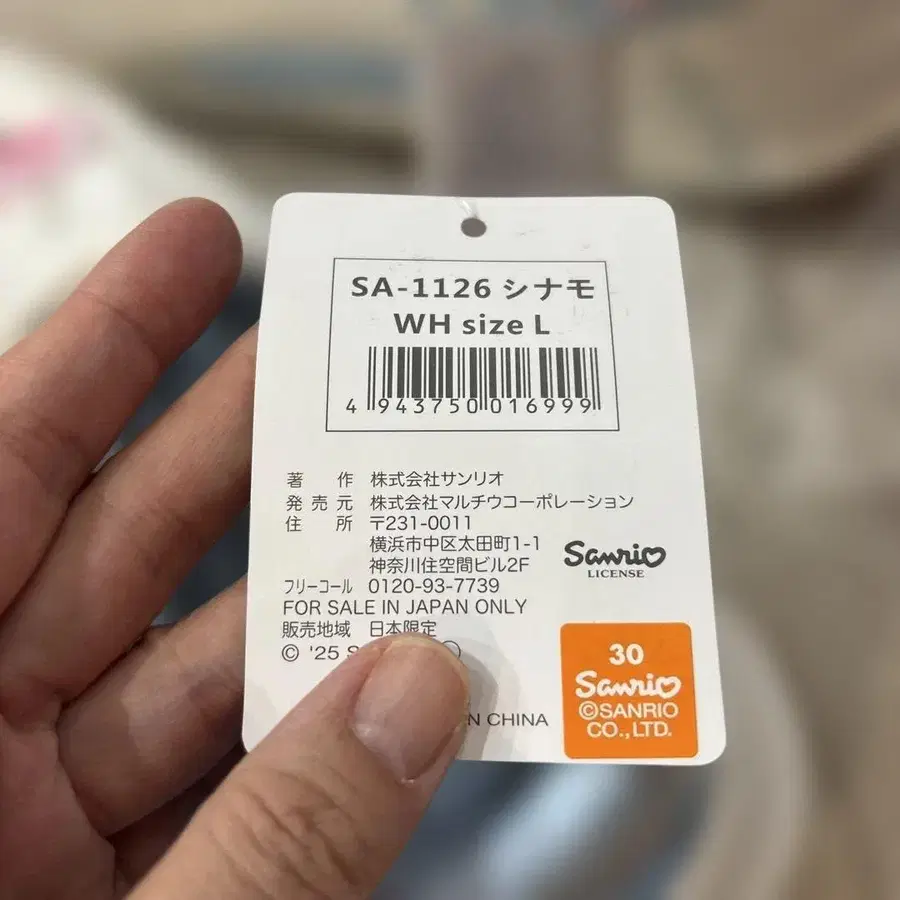 SA-1126 シナモ
WH size L
4 943750 016999
著 作 株式会社サンリオ
発売元 株式会社マルチウコーポレーション
住 所 〒231-0011
横浜市中区太田町1-1
神奈川住空間ビル2F
フリーコール 0120-93-7739
FOR SALE IN JAPAN ONLY
販売地域 日本限定
© '25
CHINA
Sanrio
LICENSE
30
Sanrio
©SANRIO
CO.,LTD.